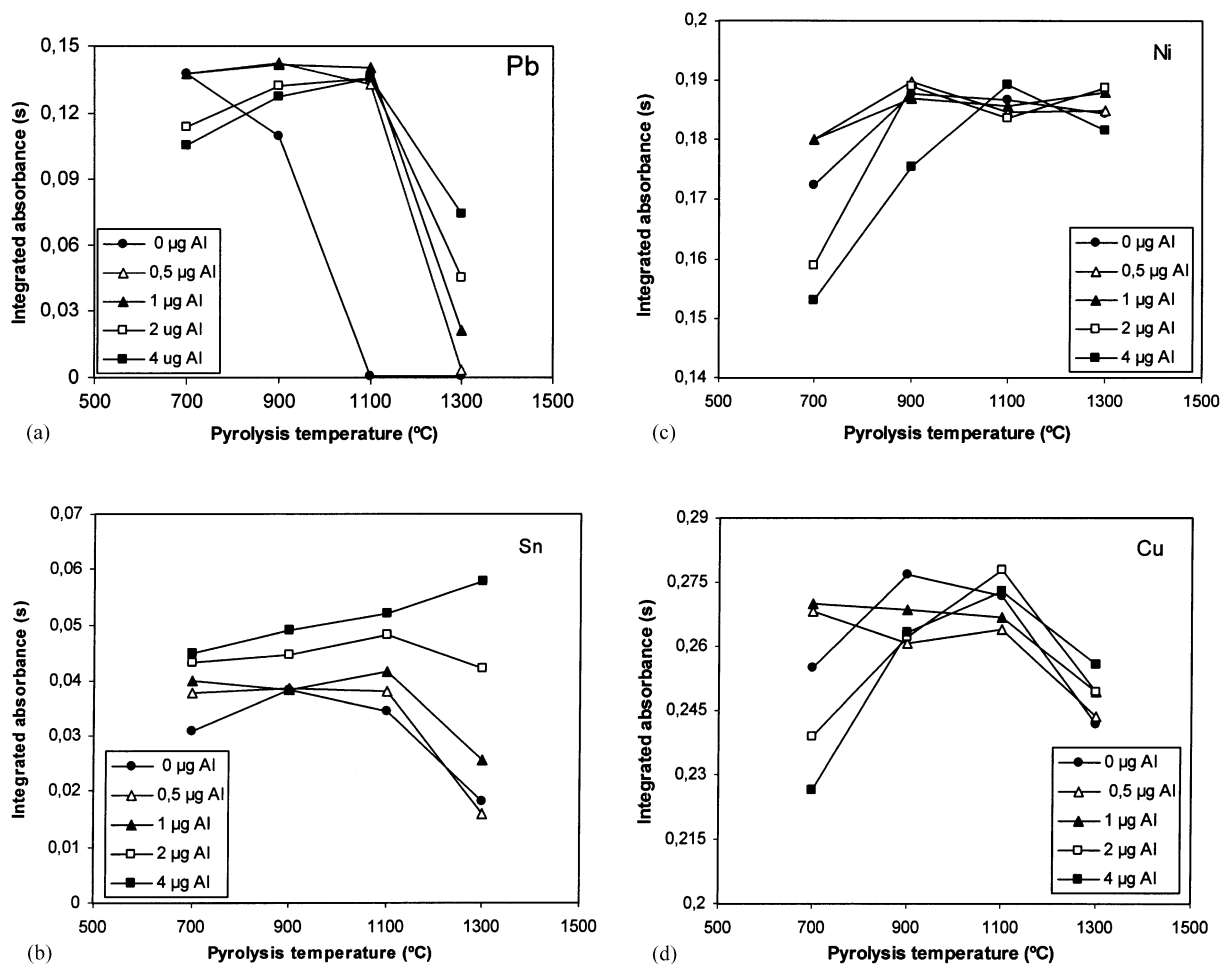 Pb
0,15
0,12
0,09
0,06
0,03
0
Integrated absorbance (s)
0 µg Al
0,5 µg Al
1 µg Al
2 ug Al
4 ug Al
500 700 900 1100 1300 1500
(a) Pyrolysis temperature (ºC)
Ni
0,2
0,19
0,18
0,17
0,16
0,15
0,14
Integrated absorbance (s)
0 µg Al
0,5 µg Al
1 µg Al
2 µg Al
4 µg Al
500 700 900 1100 1300 1500
(c) Pyrolysis temperature (ºC)
Sn
0,07
0,06
0,05
0,04
0,03
0,02
0,01
0
Integrated absorbance (s)
0 µg Al
0,5 µg Al
1 µg Al
2 µg Al
4 µg Al
500 700 900 1100 1300 1500
(b) Pyrolysis temperature (ºC)
Cu
0,29
0,275
0,26
0,245
0,23
0,215
0,2
Integrated absorbance (s)
0 µg Al
0,5 µg Al
1 µg Al
2 µg Al
4 µg Al
500 700 900 1100 1300 1500
(d) Pyrolysis temperature (ºC)